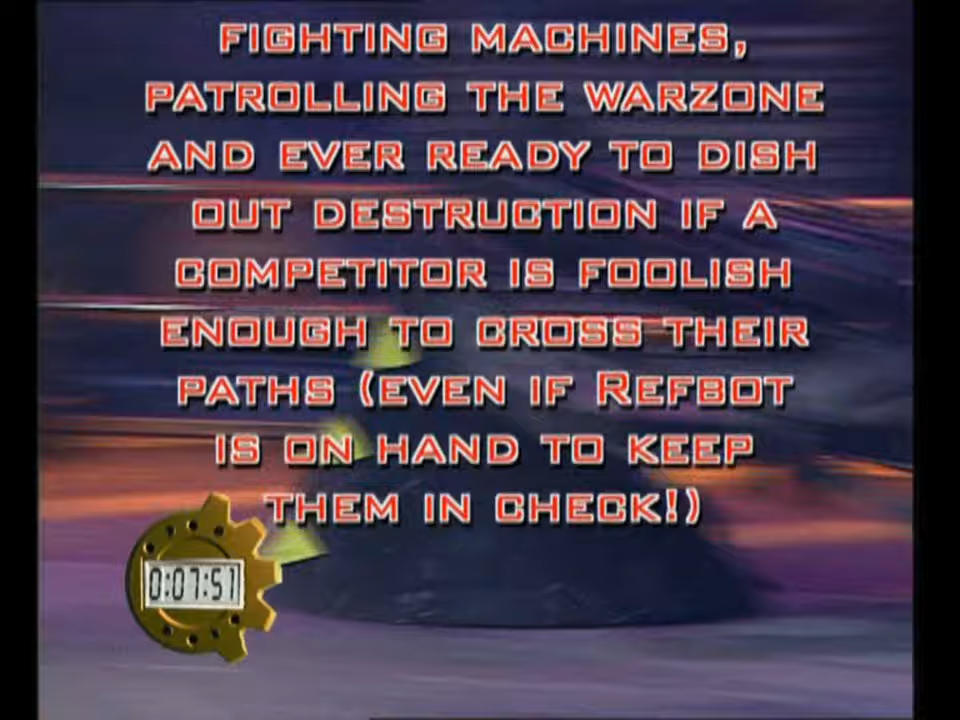 FIGHTING MACHINES,
PATROLLING THE WARZONE
AND EVER READY TO DISH
OUT DESTRUCTION IF A
COMPETITOR IS FOOLISH
ENOUGH TO CROSS THEIR
PATHS (EVEN IF REFBOT
IS ON HAND TO KEEP
THEM IN CHECK!)
0:07:51